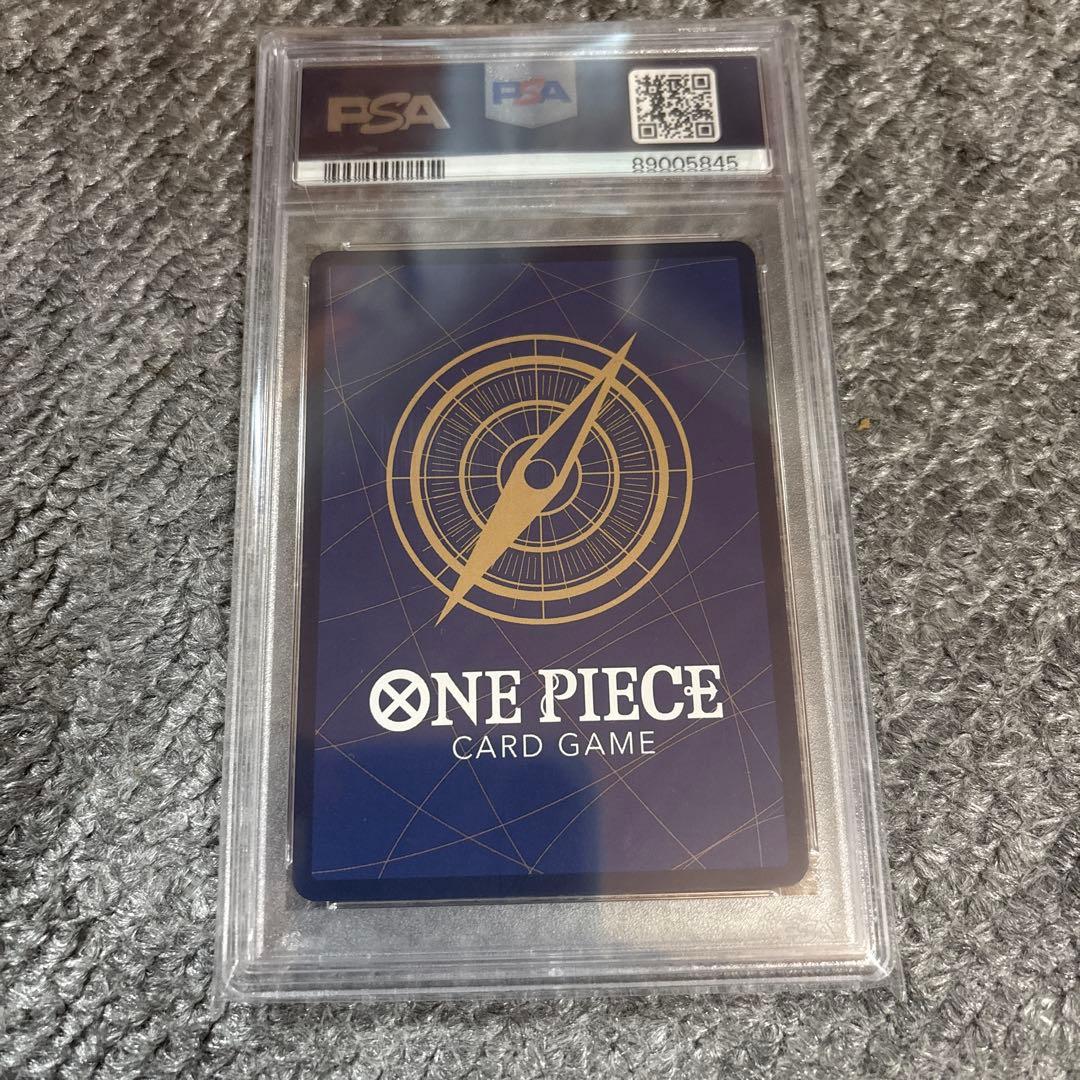 PSA
PSA
89005845
ONE PIECE
CARD GAME